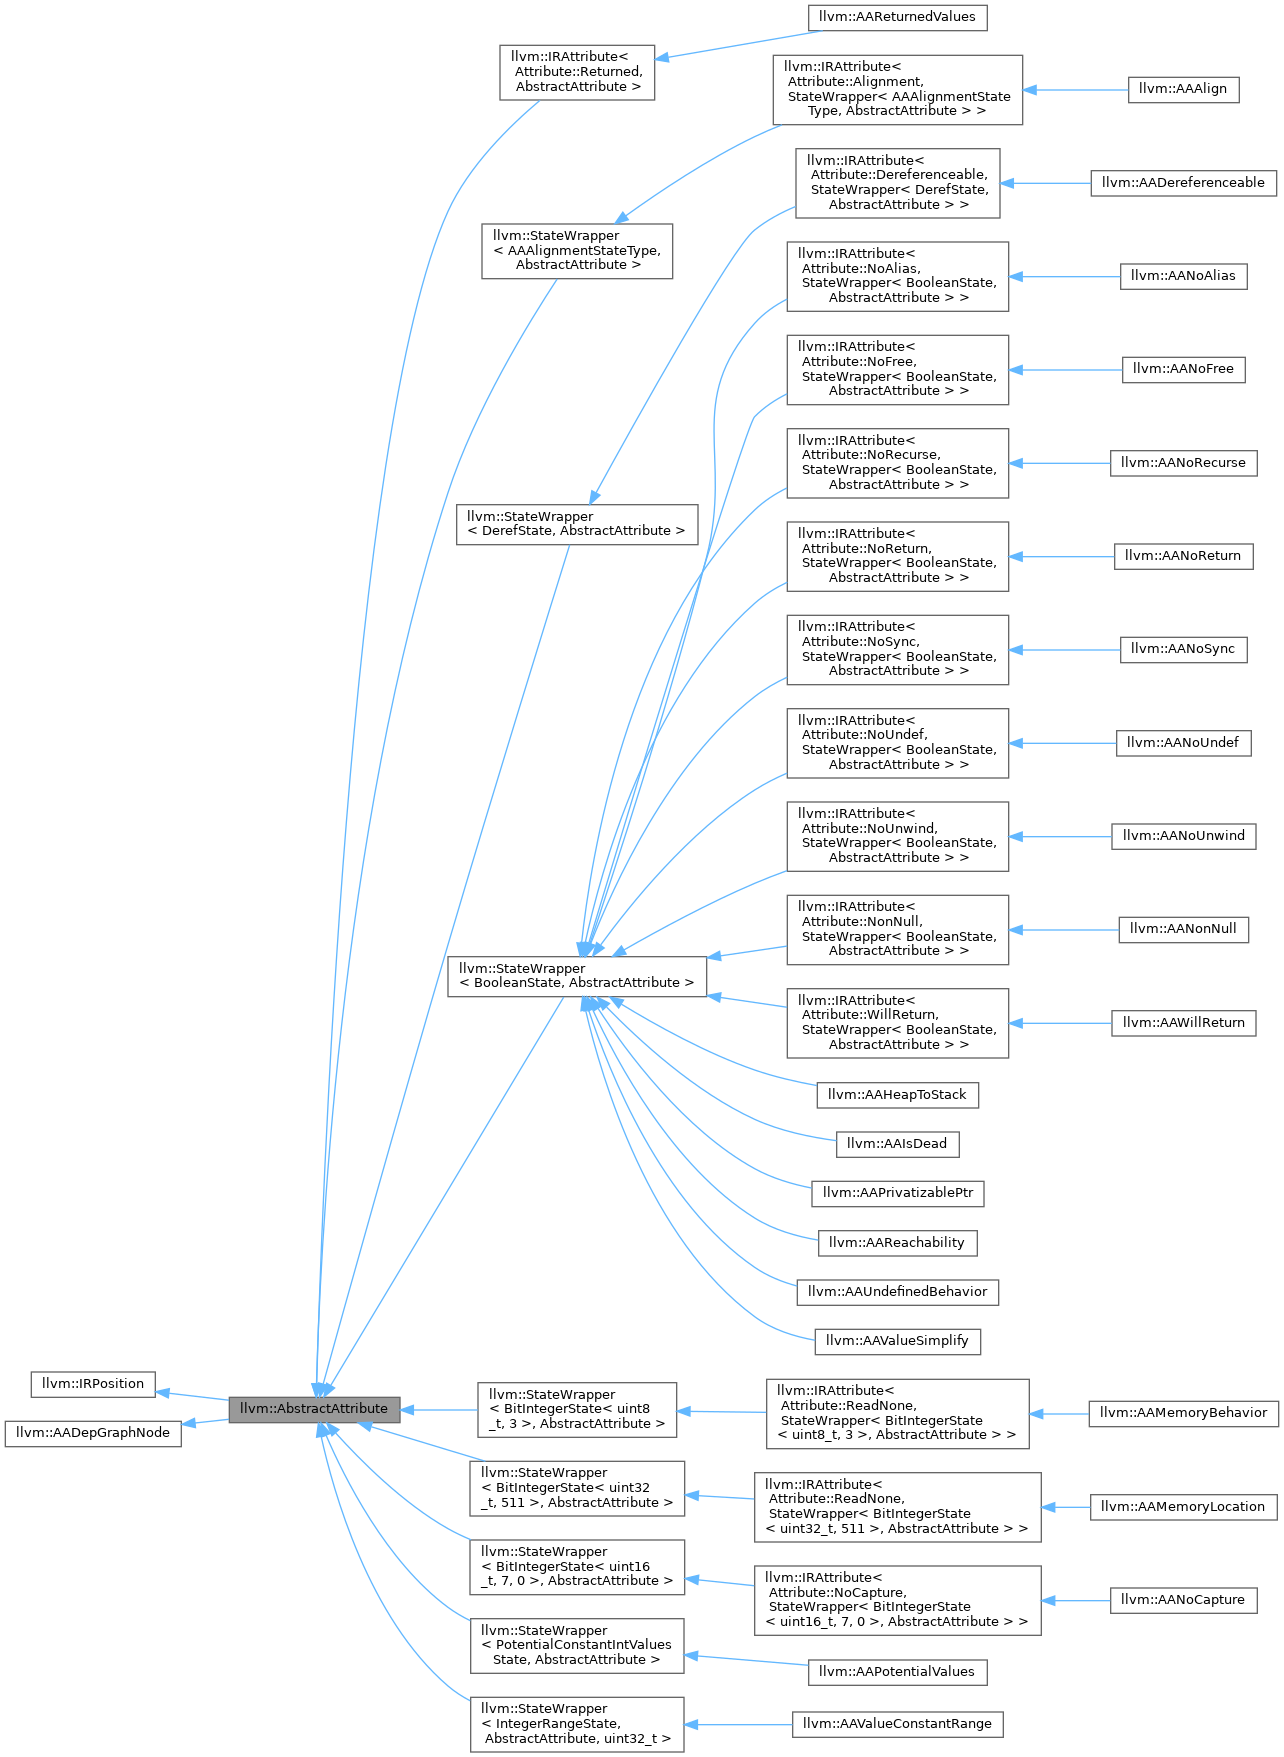 llvm::AAReturnedValues
llvm::IRAttribute<
Attribute::Returned,
AbstractAttribute >
llvm::IRAttribute<
Attribute::Alignment,
StateWrapper< AAAlignmentState
Type, AbstractAttribute > >
llvm::AAAlign
llvm::IRAttribute<
Attribute::Dereferenceable,
StateWrapper< DerefState,
AbstractAttribute > >
llvm::AADereferenceable
llvm::StateWrapper
< AAAlignmentStateType,
AbstractAttribute >
llvm::IRAttribute<
Attribute::NoAlias,
StateWrapper< BooleanState,
AbstractAttribute > >
llvm::AANoAlias
llvm::IRAttribute<
Attribute::NoFree,
StateWrapper< BooleanState,
AbstractAttribute > >
llvm::AANoFree
llvm::IRAttribute<
Attribute::NoRecurse,
StateWrapper< BooleanState,
AbstractAttribute > >
llvm::AANoRecurse
llvm::StateWrapper
< DerefState, AbstractAttribute >
llvm::IRAttribute<
Attribute::NoReturn,
StateWrapper< BooleanState,
AbstractAttribute > >
llvm::AANoReturn
llvm::IRAttribute<
Attribute::NoSync,
StateWrapper< BooleanState,
AbstractAttribute > >
llvm::AANoSync
llvm::IRAttribute<
Attribute::NoUndef,
StateWrapper< BooleanState,
AbstractAttribute > >
llvm::AANoUndef
llvm::IRAttribute<
Attribute::NoUnwind,
StateWrapper< BooleanState,
AbstractAttribute > >
llvm::AANoUnwind
llvm::IRAttribute<
Attribute::NonNull,
StateWrapper< BooleanState,
AbstractAttribute > >
llvm::AANonNull
llvm::StateWrapper
< BooleanState, AbstractAttribute >
llvm::IRAttribute<
Attribute::WillReturn,
StateWrapper< BooleanState,
AbstractAttribute > >
llvm::AAWillReturn
llvm::AAHeapToStack
llvm::AAIsDead
llvm::AAPrivatizablePtr
llvm::AAReachability
llvm::AAUndefinedBehavior
llvm::AAValueSimplify
llvm::IRPosition
llvm::AADepGraphNode
llvm::AbstractAttribute
llvm::StateWrapper
< BitIntegerState< uint8
_t, 3 >, AbstractAttribute >
llvm::IRAttribute<
Attribute::ReadNone,
StateWrapper< BitIntegerState
< uint8_t, 3 >, AbstractAttribute > >
llvm::AAMemoryBehavior
llvm::StateWrapper
< BitIntegerState< uint32
_t, 511 >, AbstractAttribute >
llvm::IRAttribute<
Attribute::ReadNone,
StateWrapper< BitIntegerState
< uint32_t, 511 >, AbstractAttribute > >
llvm::AAMemoryLocation
llvm::StateWrapper
< BitIntegerState< uint16
_t, 7, 0 >, AbstractAttribute >
llvm::IRAttribute<
Attribute::NoCapture,
StateWrapper< BitIntegerState
< uint16_t, 7, 0 >, AbstractAttribute > >
llvm::AANoCapture
llvm::StateWrapper
< PotentialConstantIntValues
State, AbstractAttribute >
llvm::AAPotentialValues
llvm::StateWrapper
< IntegerRangeState,
AbstractAttribute, uint32_t >
llvm::AAValueConstantRange